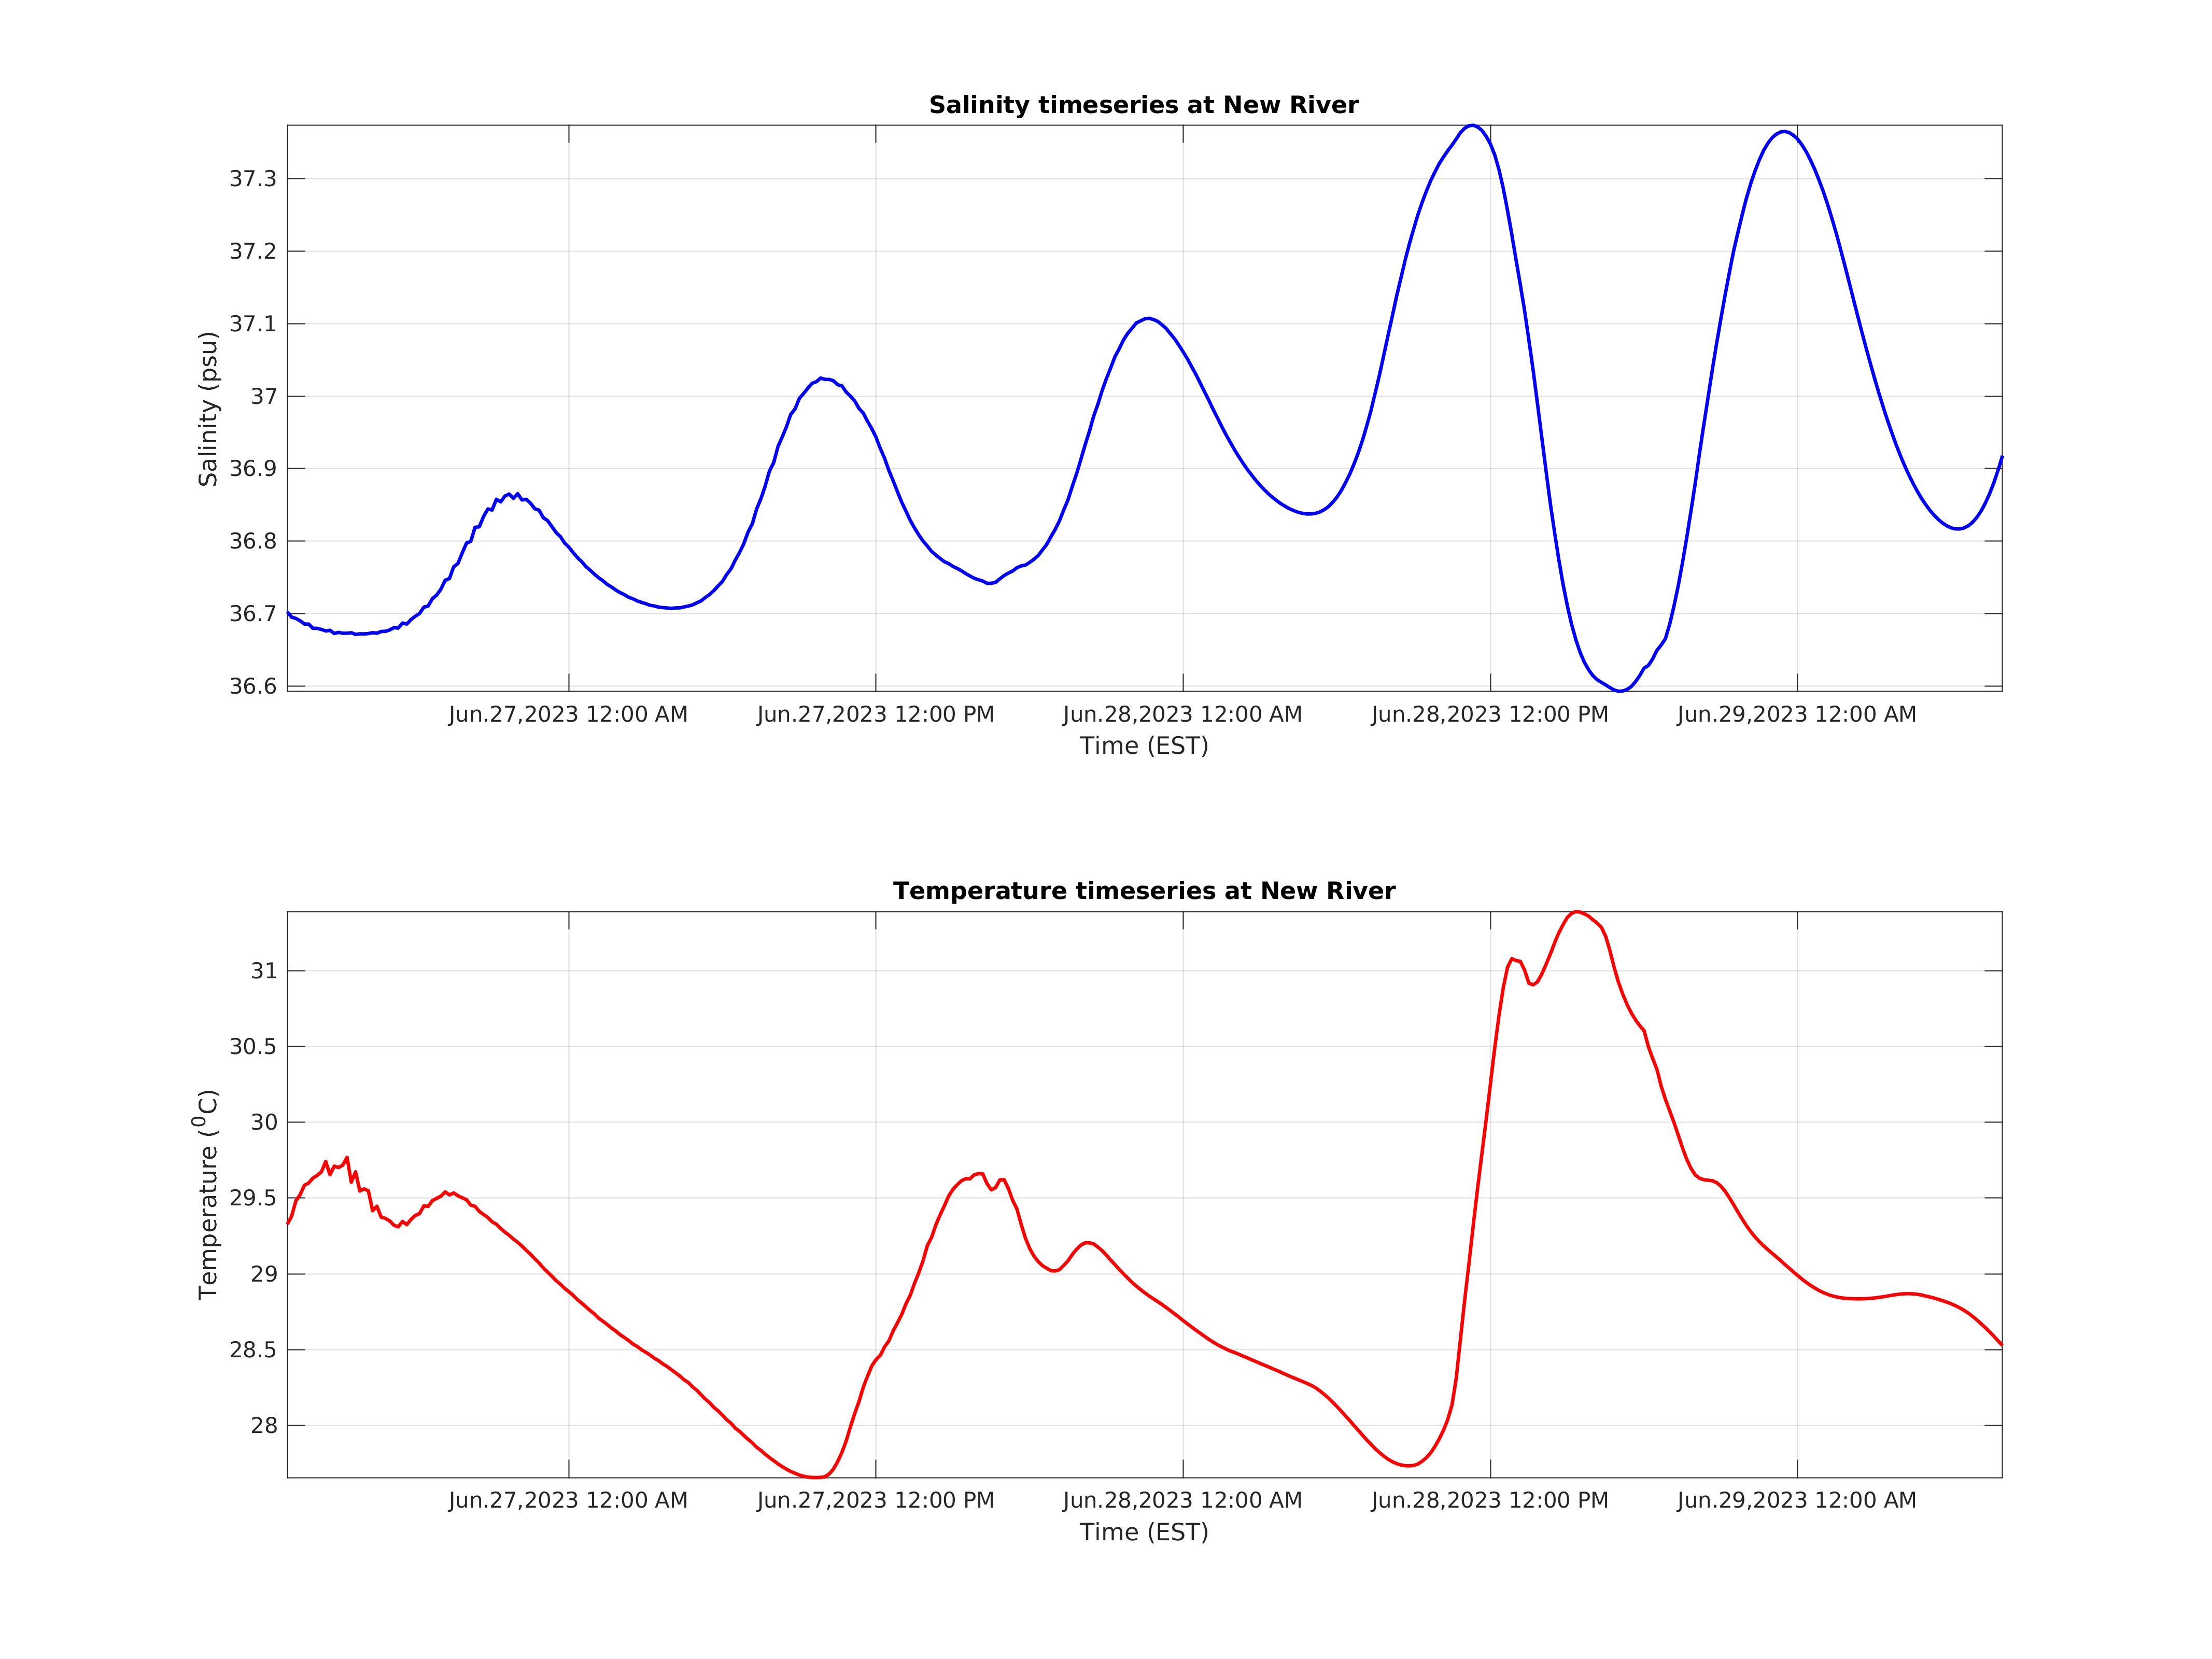 Salinity timeseries at New River
Salinity (psu)
37.3
37.2
37.1
37
36.9
36.8
36.7
36.6
Jun.27,2023 12:00 AM Jun.27,2023 12:00 PM Jun.28,2023 12:00 AM Jun.28,2023 12:00 PM Jun.29,2023 12:00 AM
Time (EST)
Temperature timeseries at New River
Temperature (⁰C)
31
30.5
30
29.5
29
28.5
28
Jun.27,2023 12:00 AM Jun.27,2023 12:00 PM Jun.28,2023 12:00 AM Jun.28,2023 12:00 PM Jun.29,2023 12:00 AM
Time (EST)